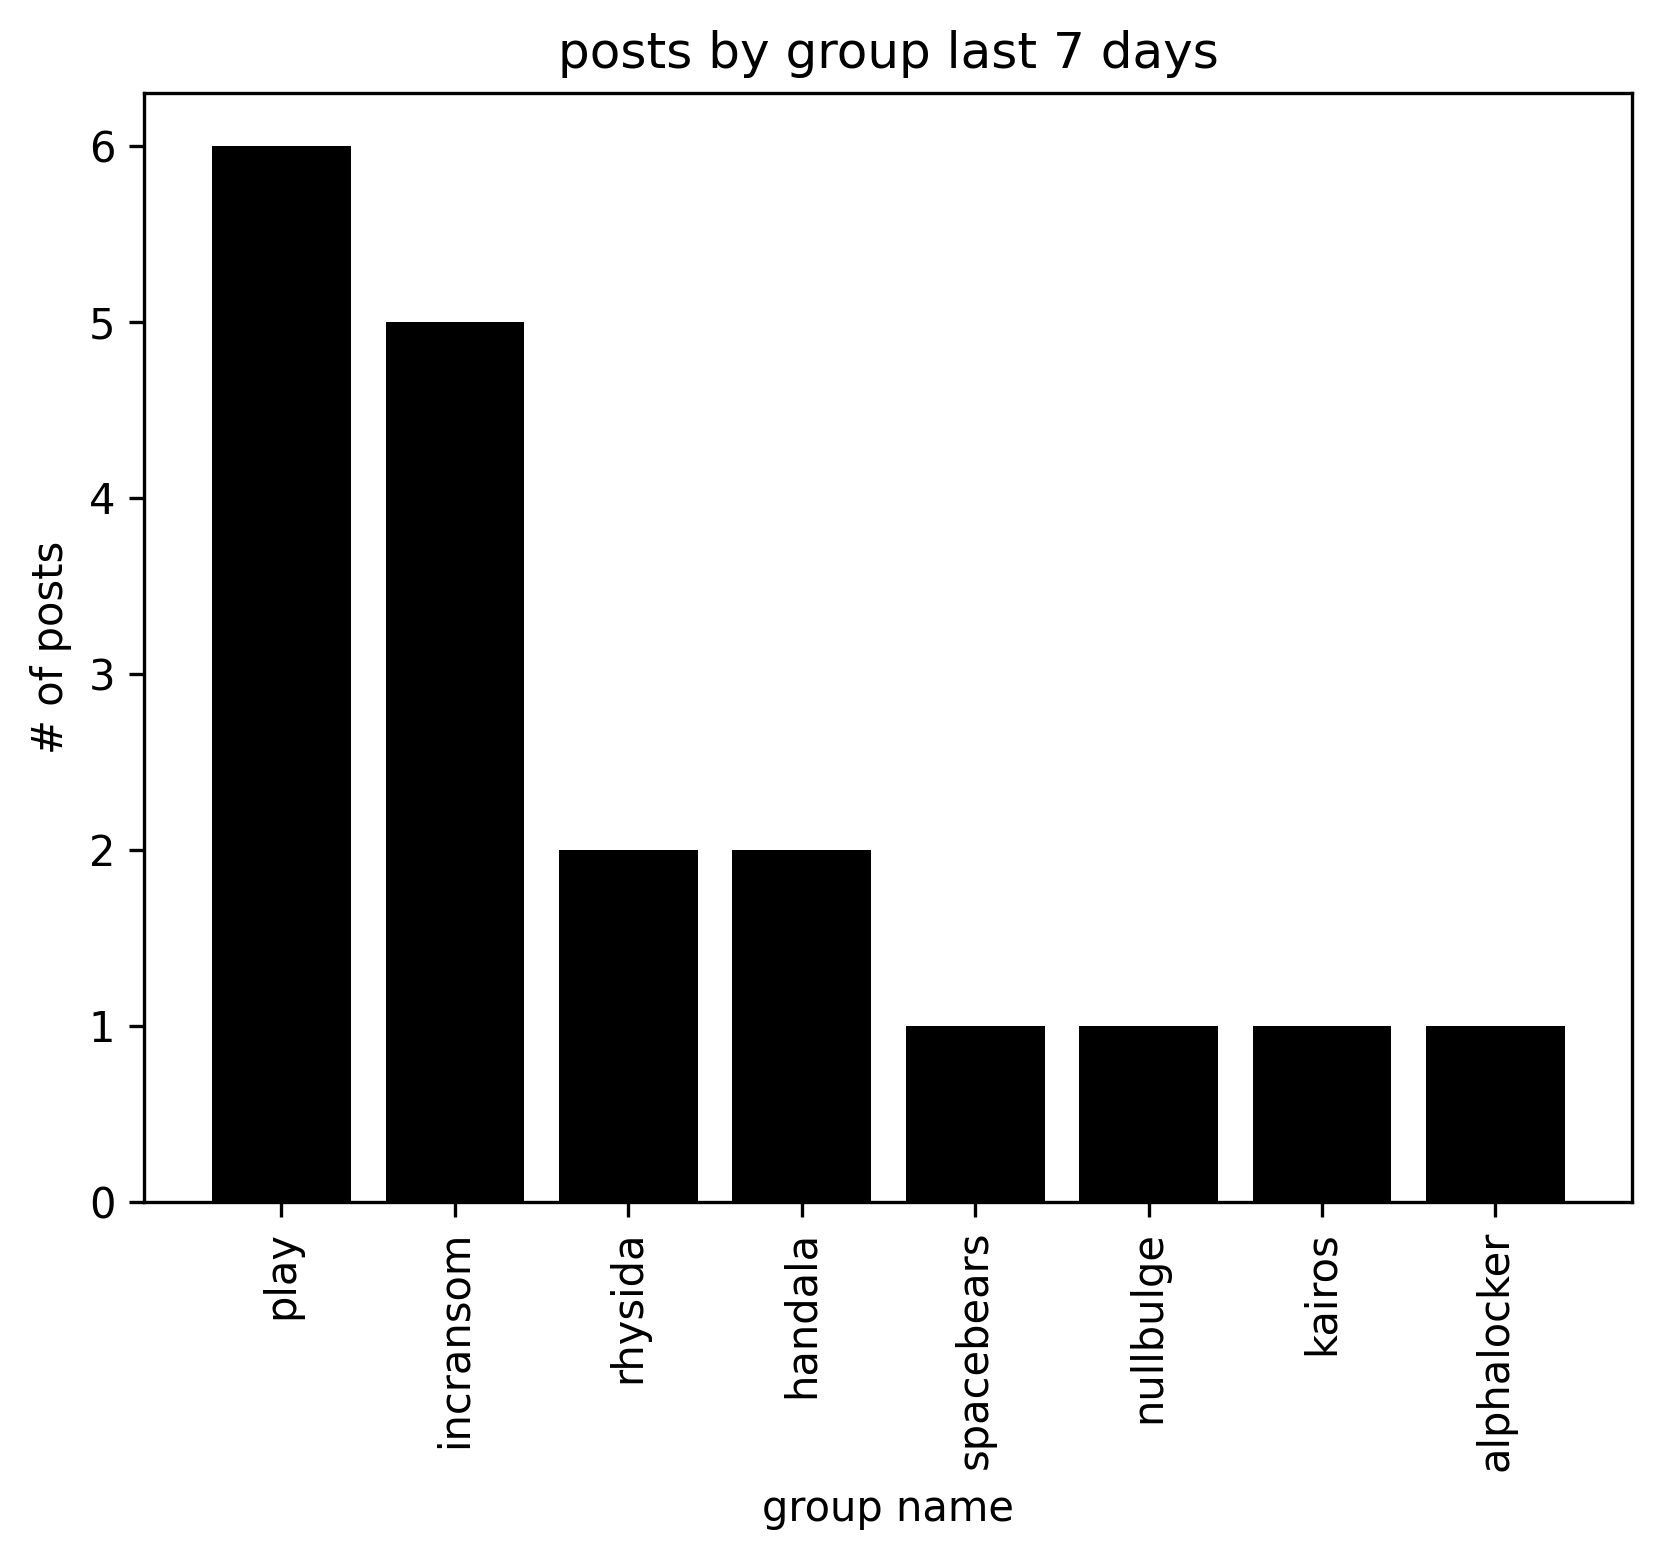 posts by group last 7 days
# of posts
6
5
4
3
2
1
0
play
incransom
rhysida
handala
spacebears
nullbulge
kairos
alphalocker
group name